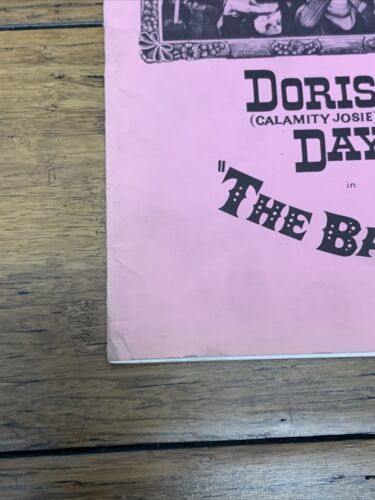 DORIS
(CALAMITY JOSIE)
DAY
in
"THE BA